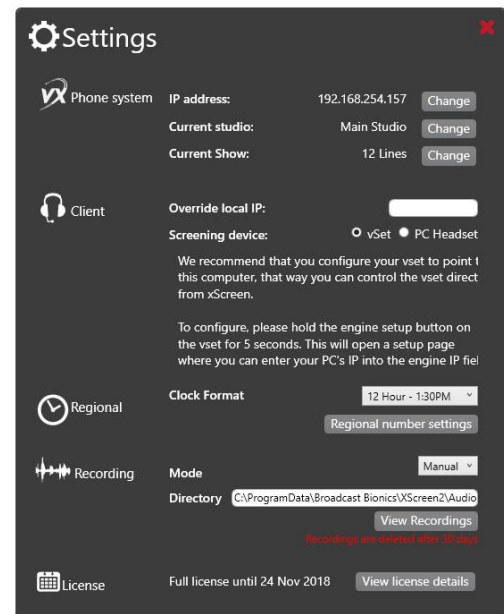 Settings
VX Phone system
IP address: 192.168.254.157 Change
Current studio: Main Studio Change
Current Show: 12 Lines Change
Client
Override local IP:
Screening device: vSet PC Headset
We recommend that you configure your vset to point t
this computer, that way you can control the vset direct
from xScreen.
To configure, please hold the engine setup button on
the vset for 5 seconds. This will open a setup page
where you can enter your PC's IP into the engine IP fiel
Regional
Clock Format 12 Hour - 1:30PM
Regional number settings
Recording
Mode Manual
Directory C:\ProgramData\Broadcast Bionics\XScreen2\Audio
View Recordings
Recordings are deleted after 30 days
License
Full license until 24 Nov 2018 View license details